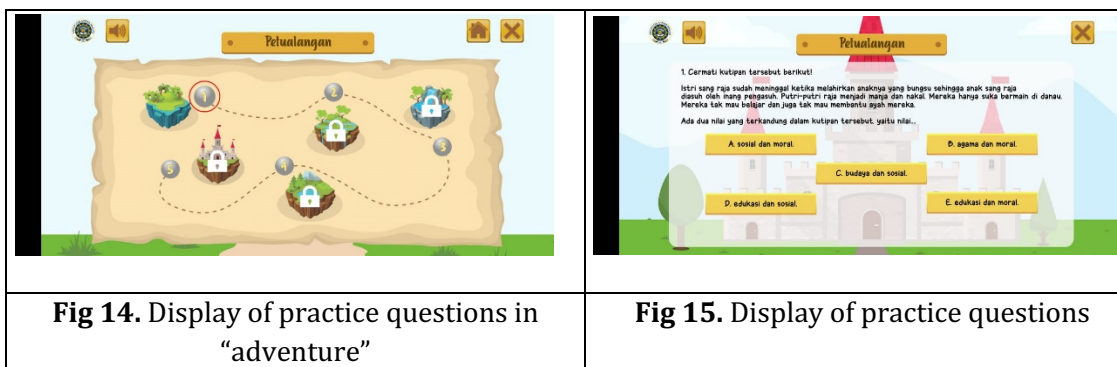 Petualangan
1
2
3
4
5
Fig 14. Display of practice questions in
"adventure"
Petualangan
1. Cermati kutipan tersebut berikut!
Istri sang raja sudah meninggal ketika melahirkan anaknya yang bungsu sehingga anak sang raja
diasuh oleh inang pengasuh. Putri-putri raja menjadi manja dan nakal. Mereka hanya suka bermain di danau.
Mereka tak mau belajar dan juga tak mau membantu ayah mereka.
Ada dua nilai yang terkandung dalam kutipan tersebut, yaitu nilai...
A. sosial dan moral.
B. agama dan moral.
C. budaya dan sosial.
D. edukasi dan sosial.
E. edukasi dan moral.
Fig 15. Display of practice questions